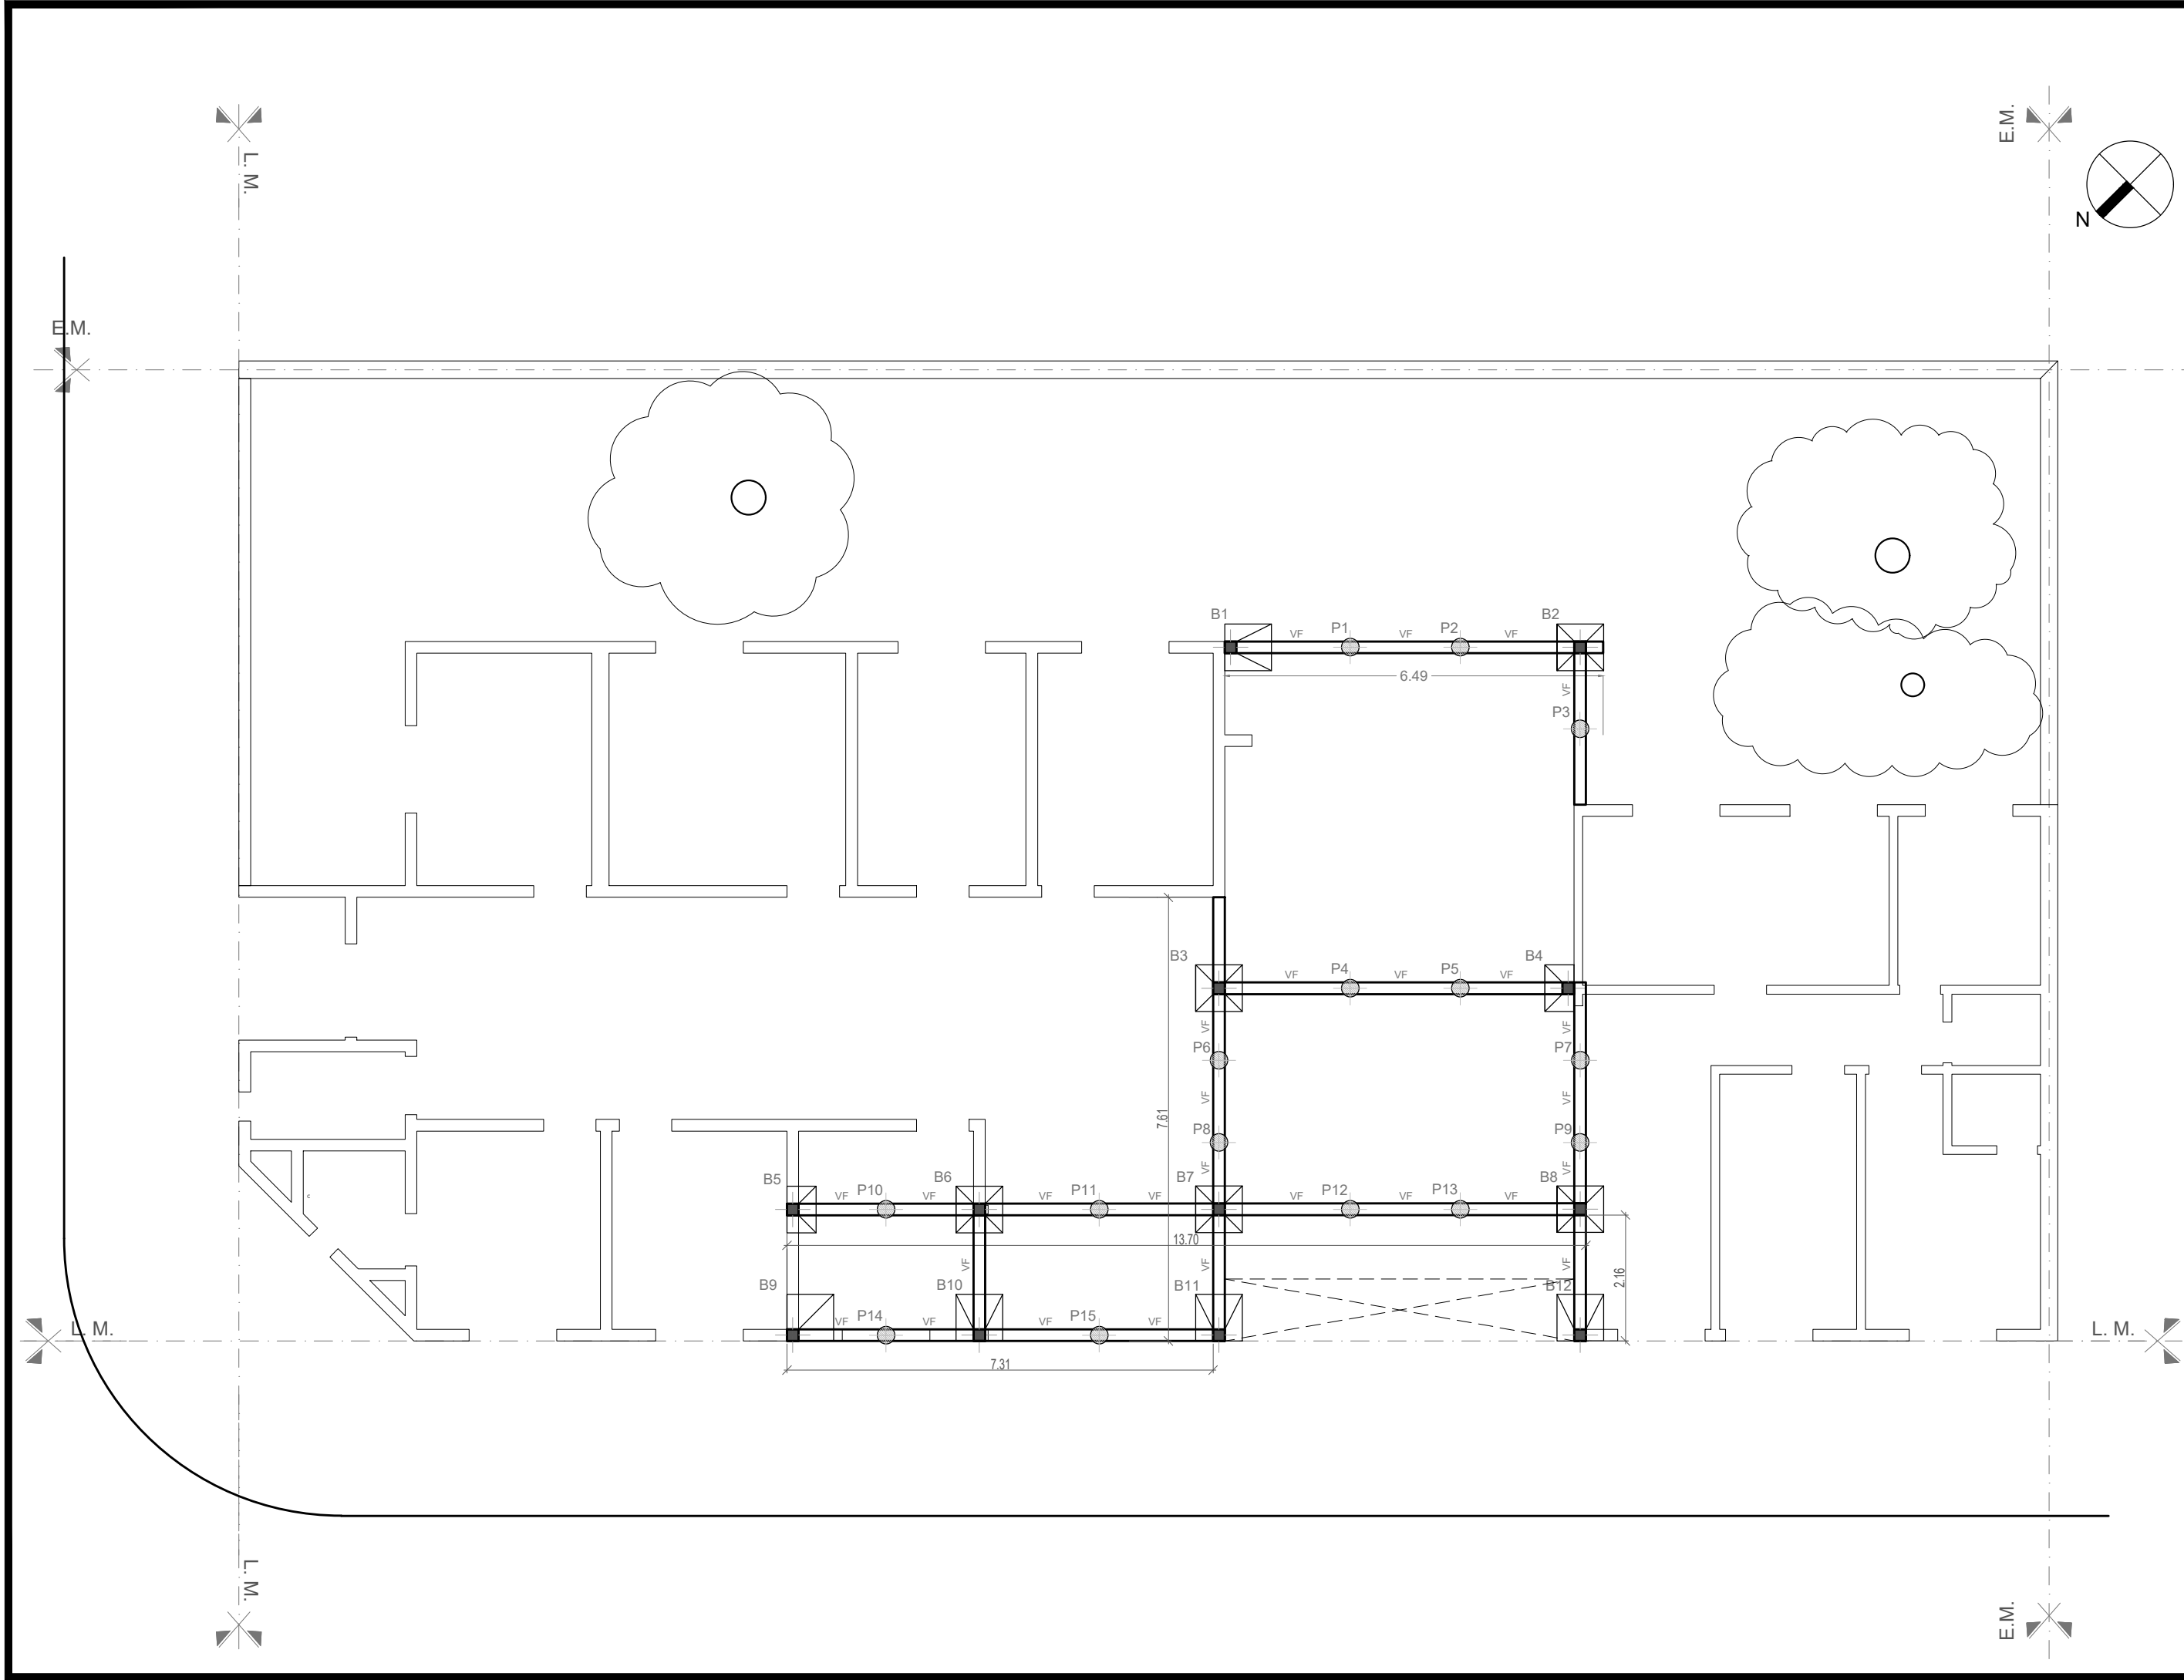 E.M.
L. M.
N
E.M.
B1
VF
P1
VF
P2
VF
B2
6.49
VF
P3
B3
VF
P4
VF
P5
VF
B4
VF
VF
P6
P7
VF
VF
7.61
P8
P9
VF
VF
B5
VF
P10
VF
B6
VF
P11
VF
B7
VF
P12
VF
P13
VF
B8
13.70
VF
VF
VF
2.16
B9
B10
B11
B12
VF
P14
VF
VF
P15
VF
L. M.
L. M.
7.31
L. M.
E.M.